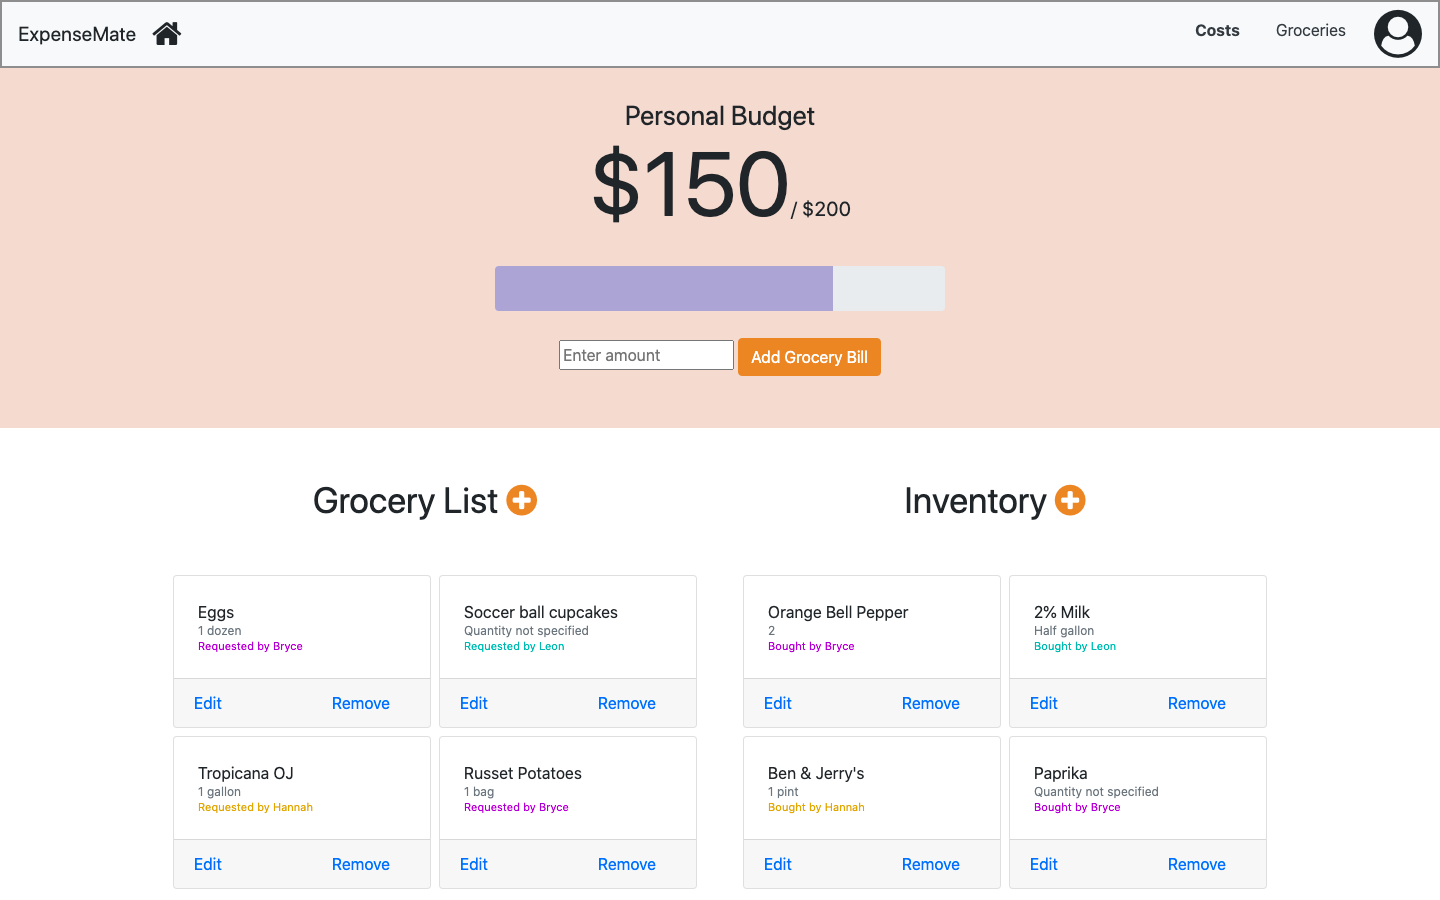 ExpenseMate
Costs
Groceries
Personal Budget
$150 / $200
Enter amount
Add Grocery Bill
Grocery List
Eggs
1 dozen
Requested by Bryce
Edit
Remove
Soccer ball cupcakes
Quantity not specified
Requested by Leon
Edit
Remove
Tropicana OJ
1 gallon
Requested by Hannah
Edit
Remove
Russet Potatoes
1 bag
Requested by Bryce
Edit
Remove
Inventory
Orange Bell Pepper
2
Bought by Bryce
Edit
Remove
2% Milk
Half gallon
Bought by Leon
Edit
Remove
Ben & Jerry's
1 pint
Bought by Hannah
Edit
Remove
Paprika
Quantity not specified
Bought by Bryce
Edit
Remove